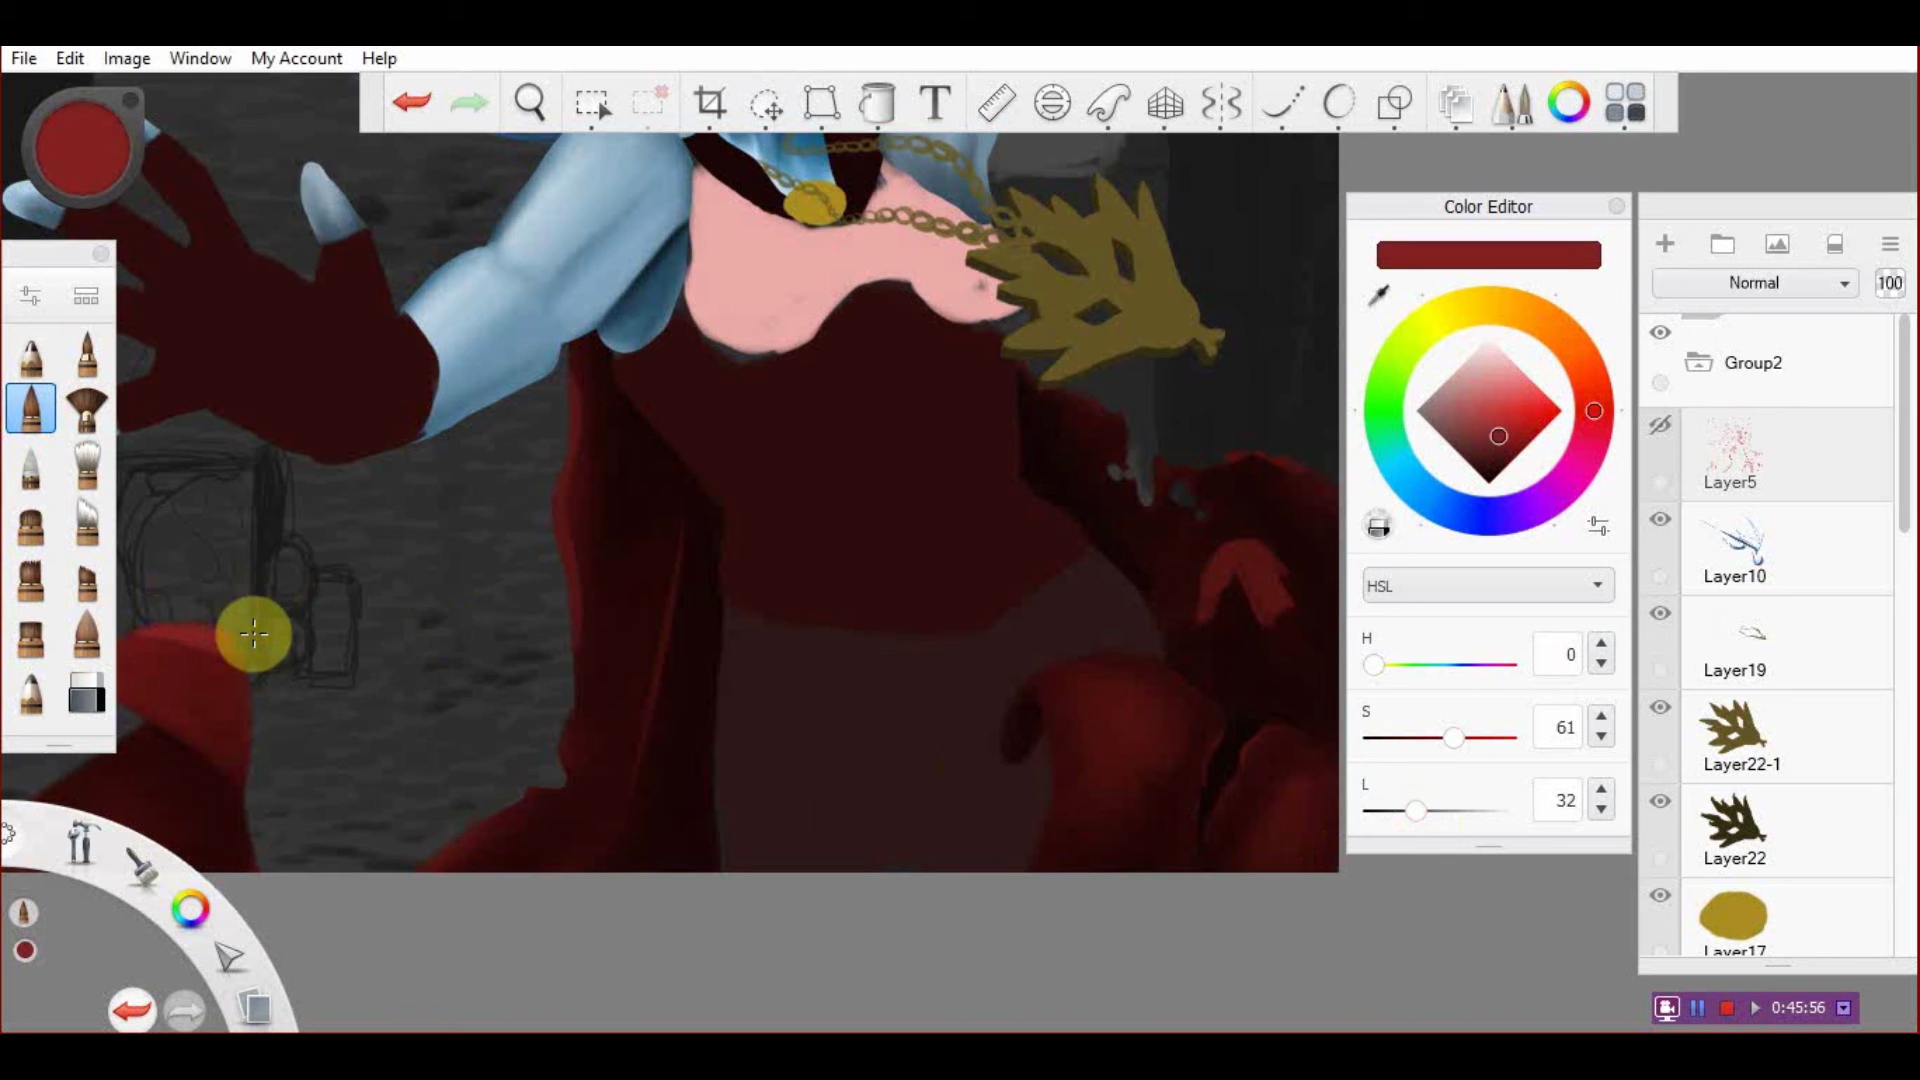 File Edit Image Window My Account Help
T
Color Editor
Normal 100
Group2
Layer5
Layer10
HSL
Layer19
H 0
S 61
Layer22-1
L 32
Layer22
Layer17
0:45:56